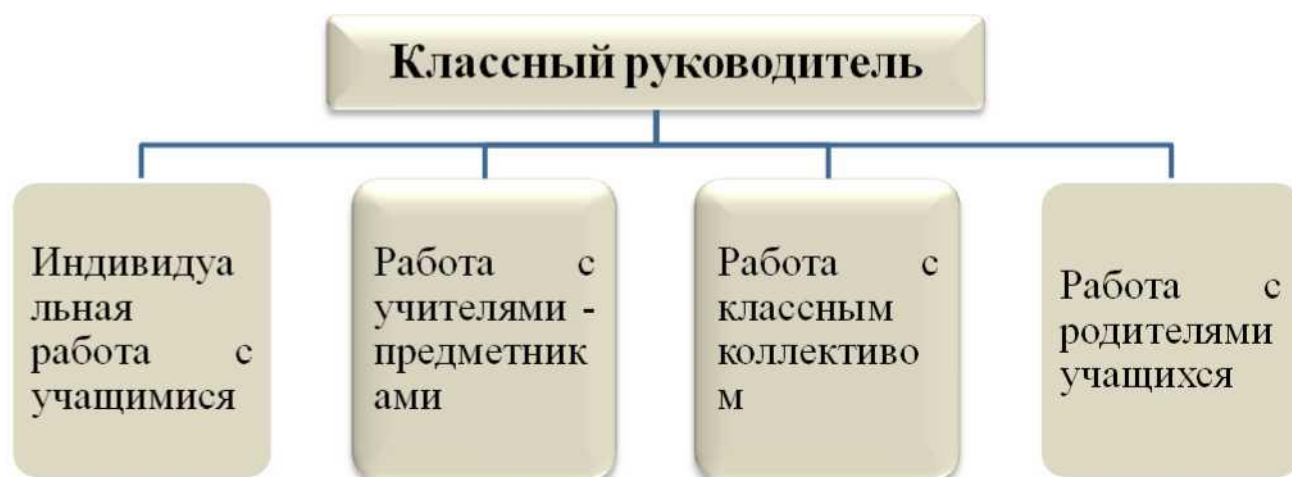 Классный руководитель
Индивидуа
льная
работа с
учащимися
Работа с
учителями -
предметник
ами
Работа с
классным
коллективо
м
Работа с
родителями
учащихся